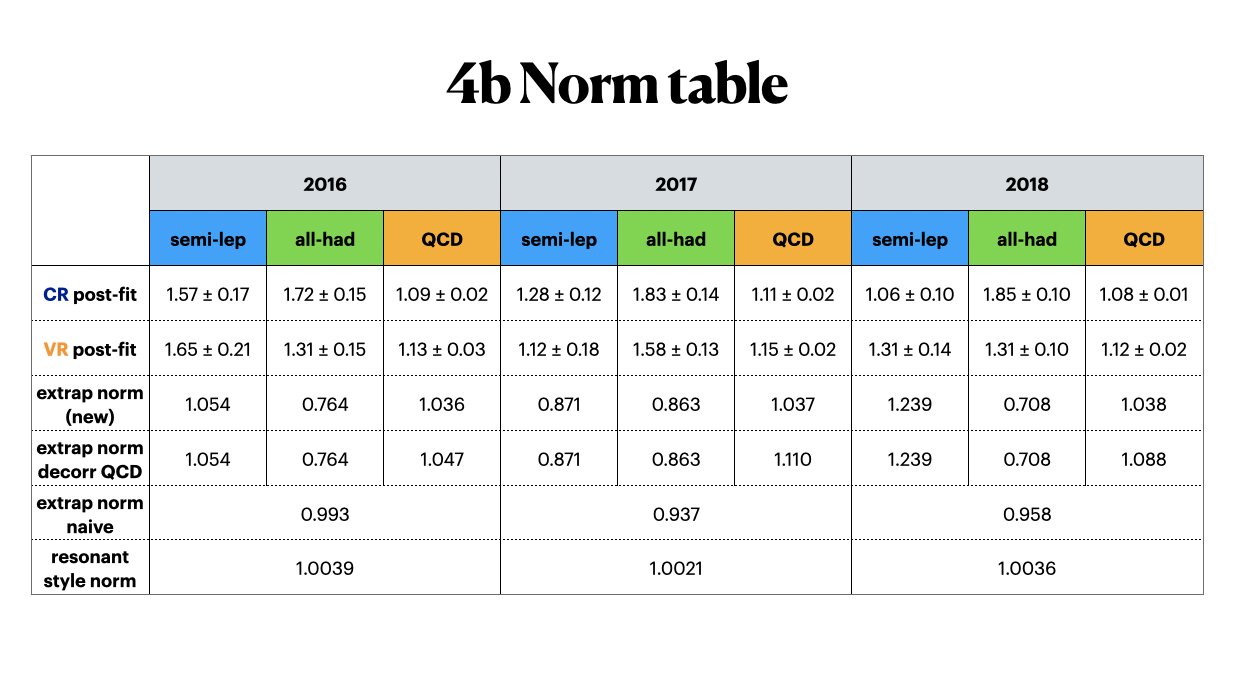 4b Norm table
2016 2017 2018
semi-lep all-had QCD semi-lep all-had QCD semi-lep all-had QCD
CR post-fit 1.57 ± 0.17 1.72 ± 0.15 1.09 ± 0.02 1.28 ± 0.12 1.83 ± 0.14 1.11 ± 0.02 1.06 ± 0.10 1.85 ± 0.10 1.08 ± 0.01
VR post-fit 1.65 ± 0.21 1.31 ± 0.15 1.13 ± 0.03 1.12 ± 0.18 1.58 ± 0.13 1.15 ± 0.02 1.31 ± 0.14 1.31 ± 0.10 1.12 ± 0.02
extrap norm
(new)
1.054 0.764 1.036 0.871 0.863 1.037 1.239 0.708 1.038
extrap norm
decorr QCD
1.054 0.764 1.047 0.871 0.863 1.110 1.239 0.708 1.088
extrap norm
naive
0.993 0.937 0.958
resonant
style norm
1.0039 1.0021 1.0036